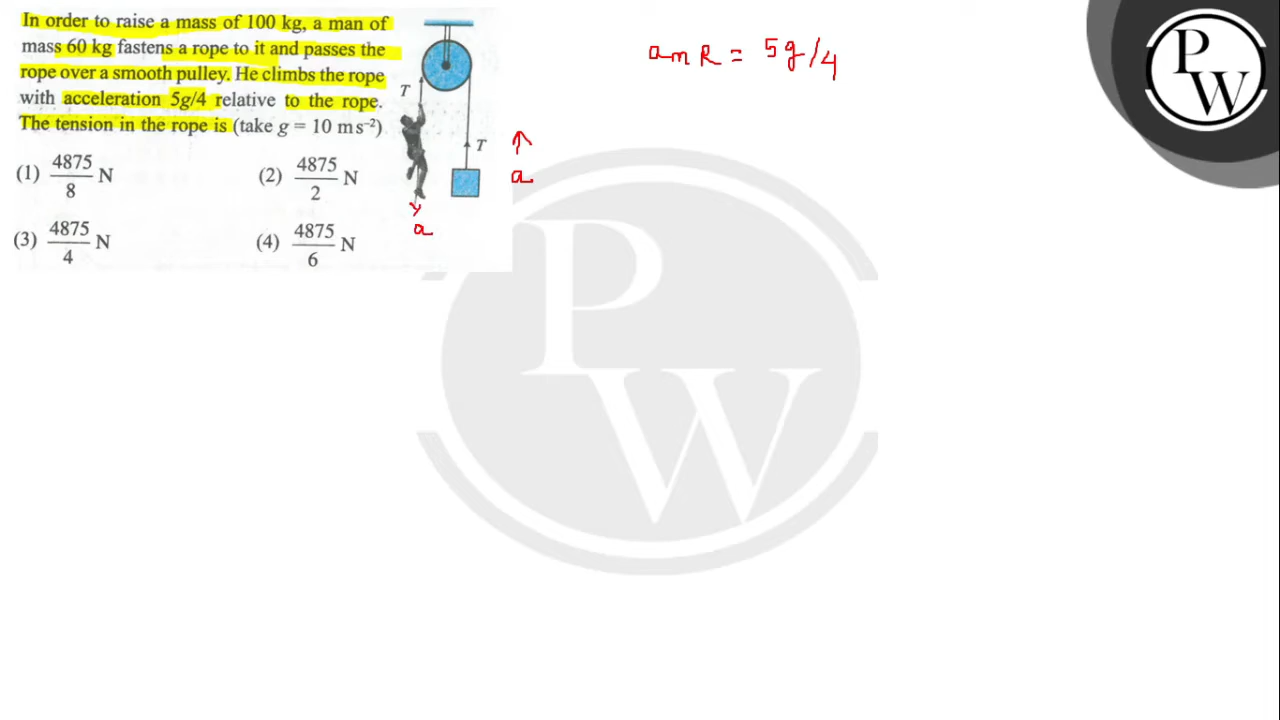 In order to raise a mass of 100 kg, a man of
mass 60 kg fastens a rope to it and passes the
rope over a smooth pulley. He climbs the rope
with acceleration 5g/4 relative to the rope.
The tension in the rope is (take g = 10 ms⁻²)
(1) 4875/8 N
(2) 4875/2 N
(3) 4875/4 N
(4) 4875/6 N
T
T
a
a
amR = 5g/4
P
W
P
W